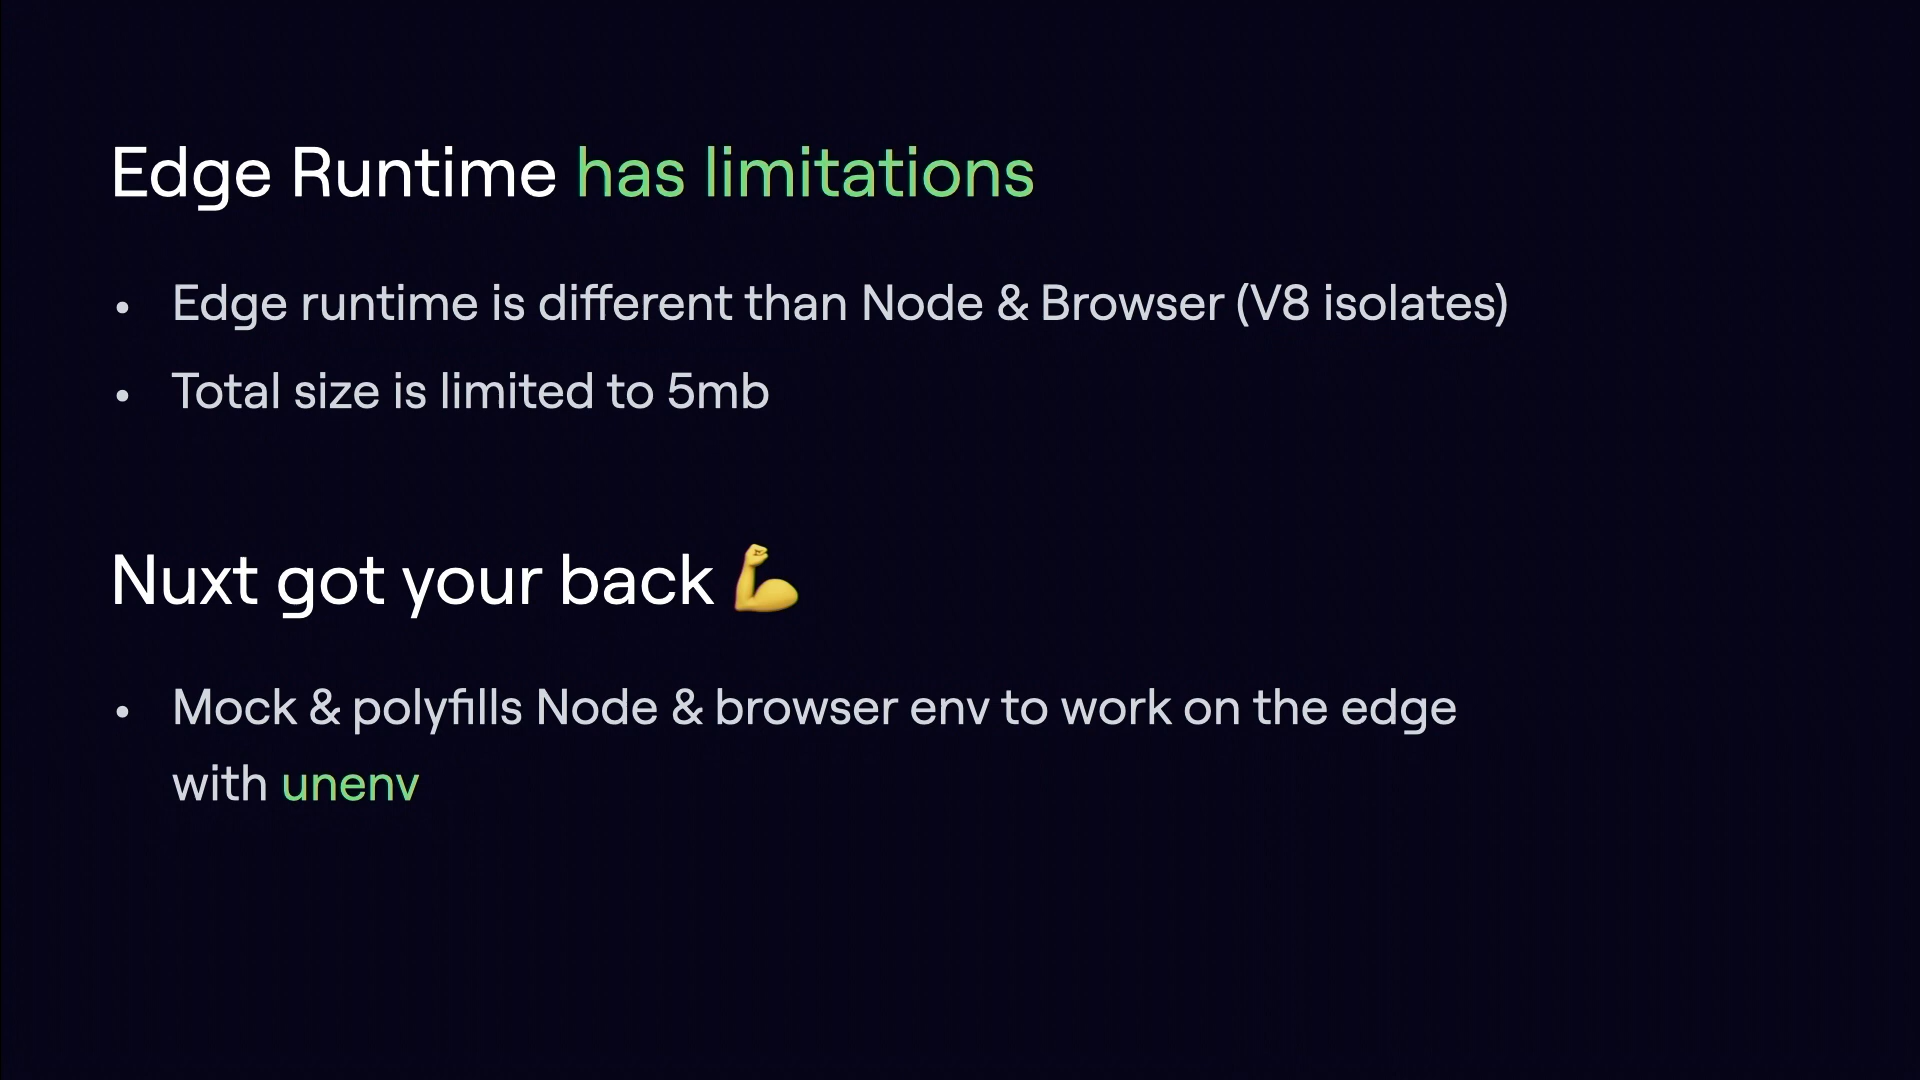 Edge Runtime has limitations
• Edge runtime is different than Node & Browser (V8 isolates)
• Total size is limited to 5mb
Nuxt got your back 💪
• Mock & polyfills Node & browser env to work on the edge
with unenv